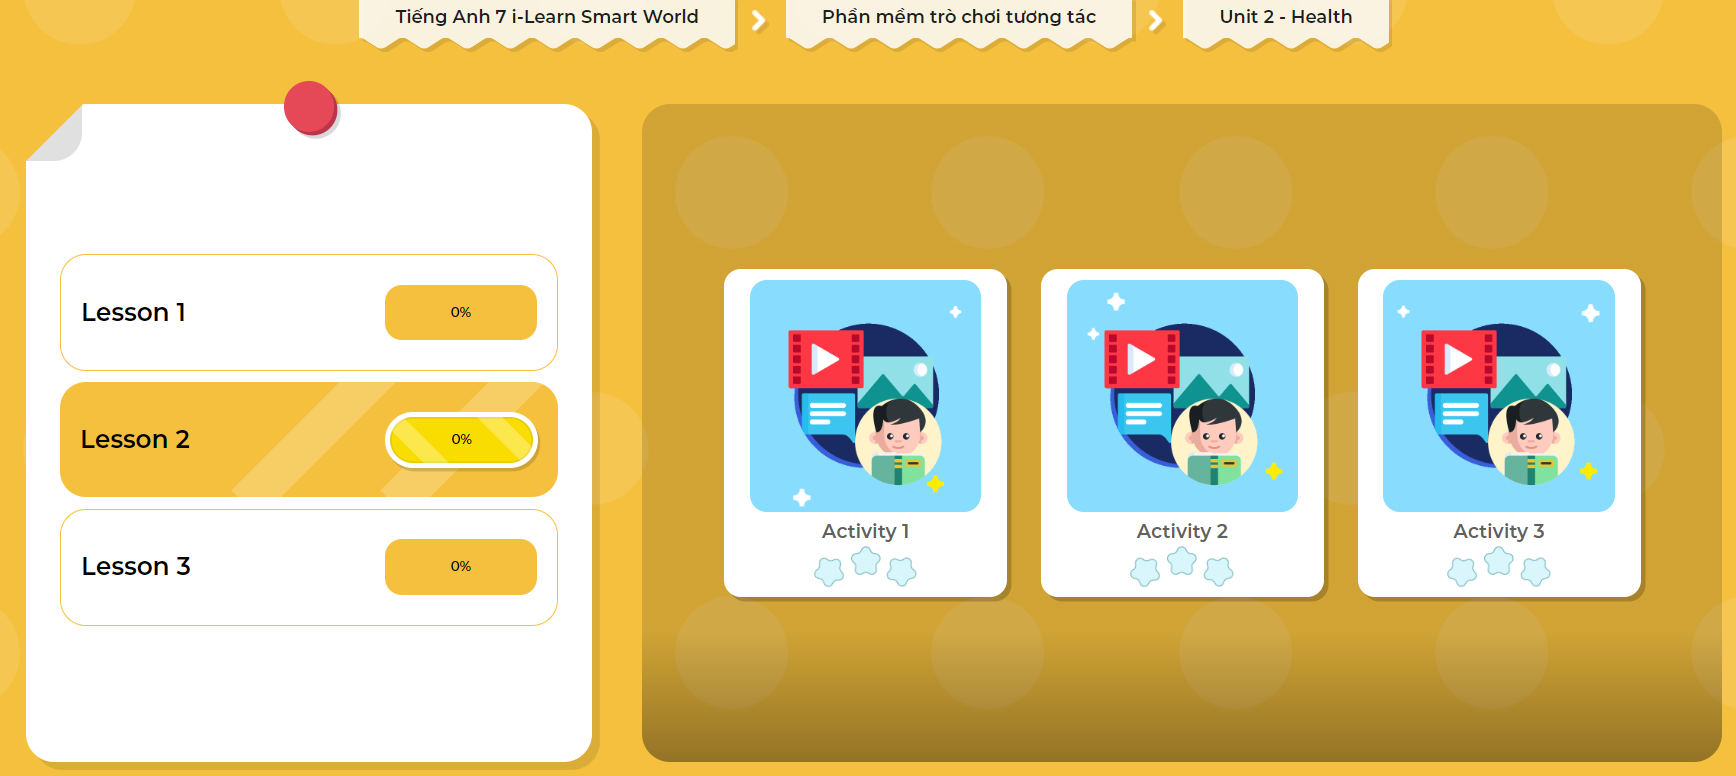 Tiếng Anh 7 i-Learn Smart World
Phần mềm trò chơi tương tác
Unit 2 - Health
Lesson 1
0%
Lesson 2
0%
Lesson 3
0%
Activity 1
Activity 2
Activity 3